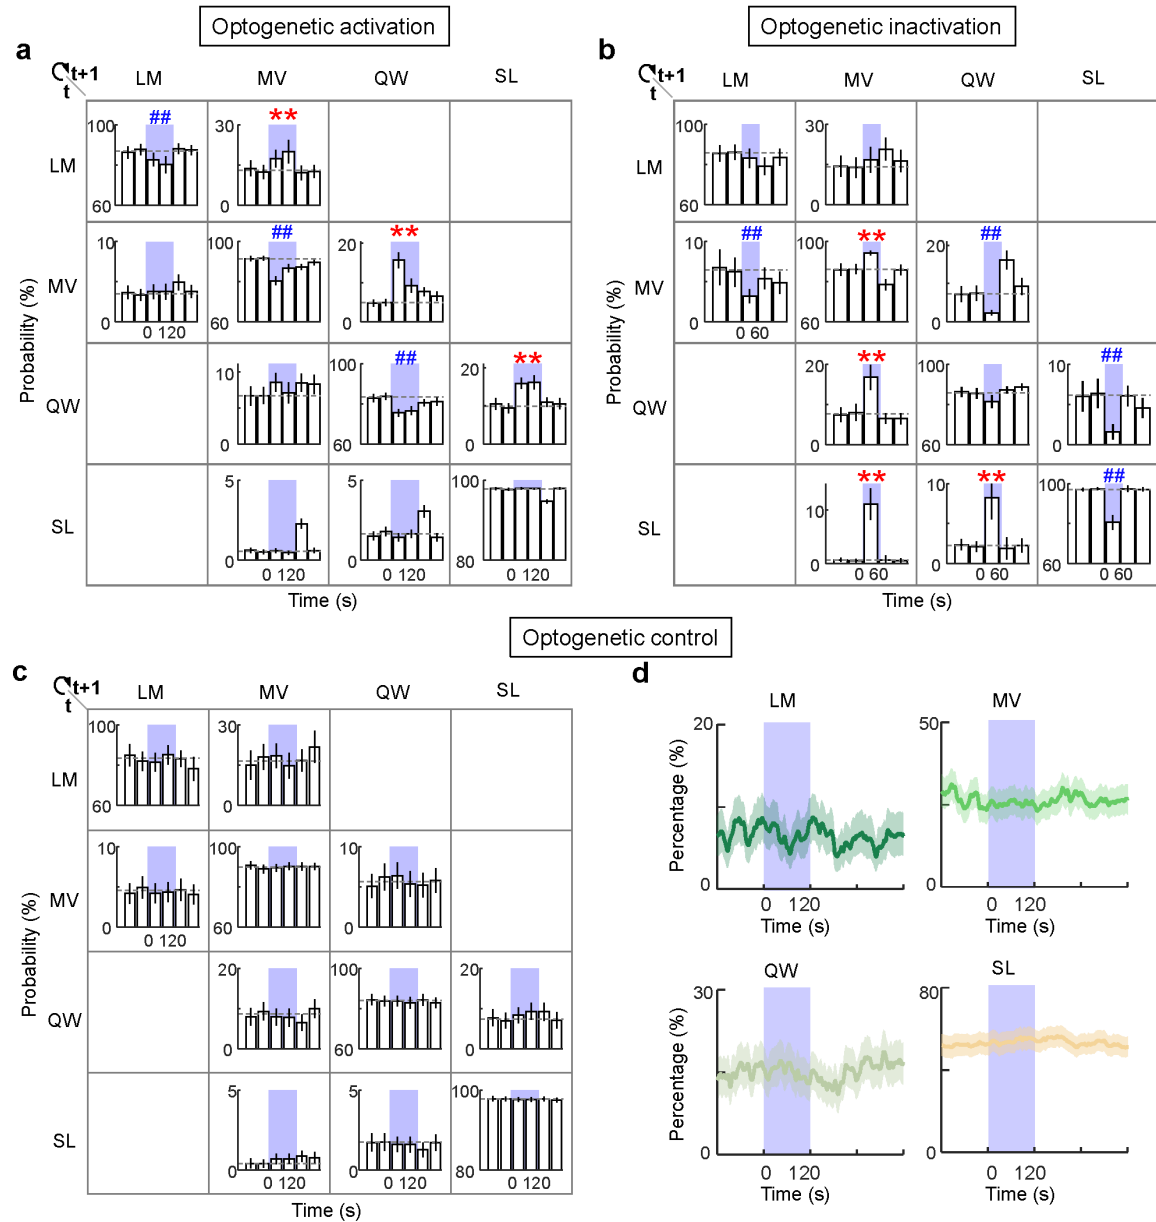 Optogenetic activation
Optogenetic inactivation
a
t+1
t
LM
MV
QW
SL
Probability (%)
LM
100
60
##
30
0
**
MV
10
0
0 120
100
60
##
20
0
**
QW
10
0
100
60
##
20
0
**
SL
5
0
0 120
5
0
0 120
100
80
0 120
Time (s)
b
t+1
t
LM
MV
QW
SL
Probability (%)
LM
100
60
30
0
MV
10
0
##
0 60
100
60
**
20
0
##
QW
20
0
**
100
60
10
0
##
SL
10
0
**
0 60
10
0
**
0 60
100
60
##
0 60
Time (s)
Optogenetic control
c
t+1
t
LM
MV
QW
SL
Probability (%)
LM
100
60
30
0
MV
10
0
0 120
100
60
10
0
QW
20
0
100
60
20
0
SL
5
0
0 120
5
0
0 120
100
80
0 120
Time (s)
d
LM
20
0
Percentage (%)
0 120
Time (s)
MV
50
0
0 120
Time (s)
QW
30
0
Percentage (%)
0 120
Time (s)
SL
80
0
0 120
Time (s)